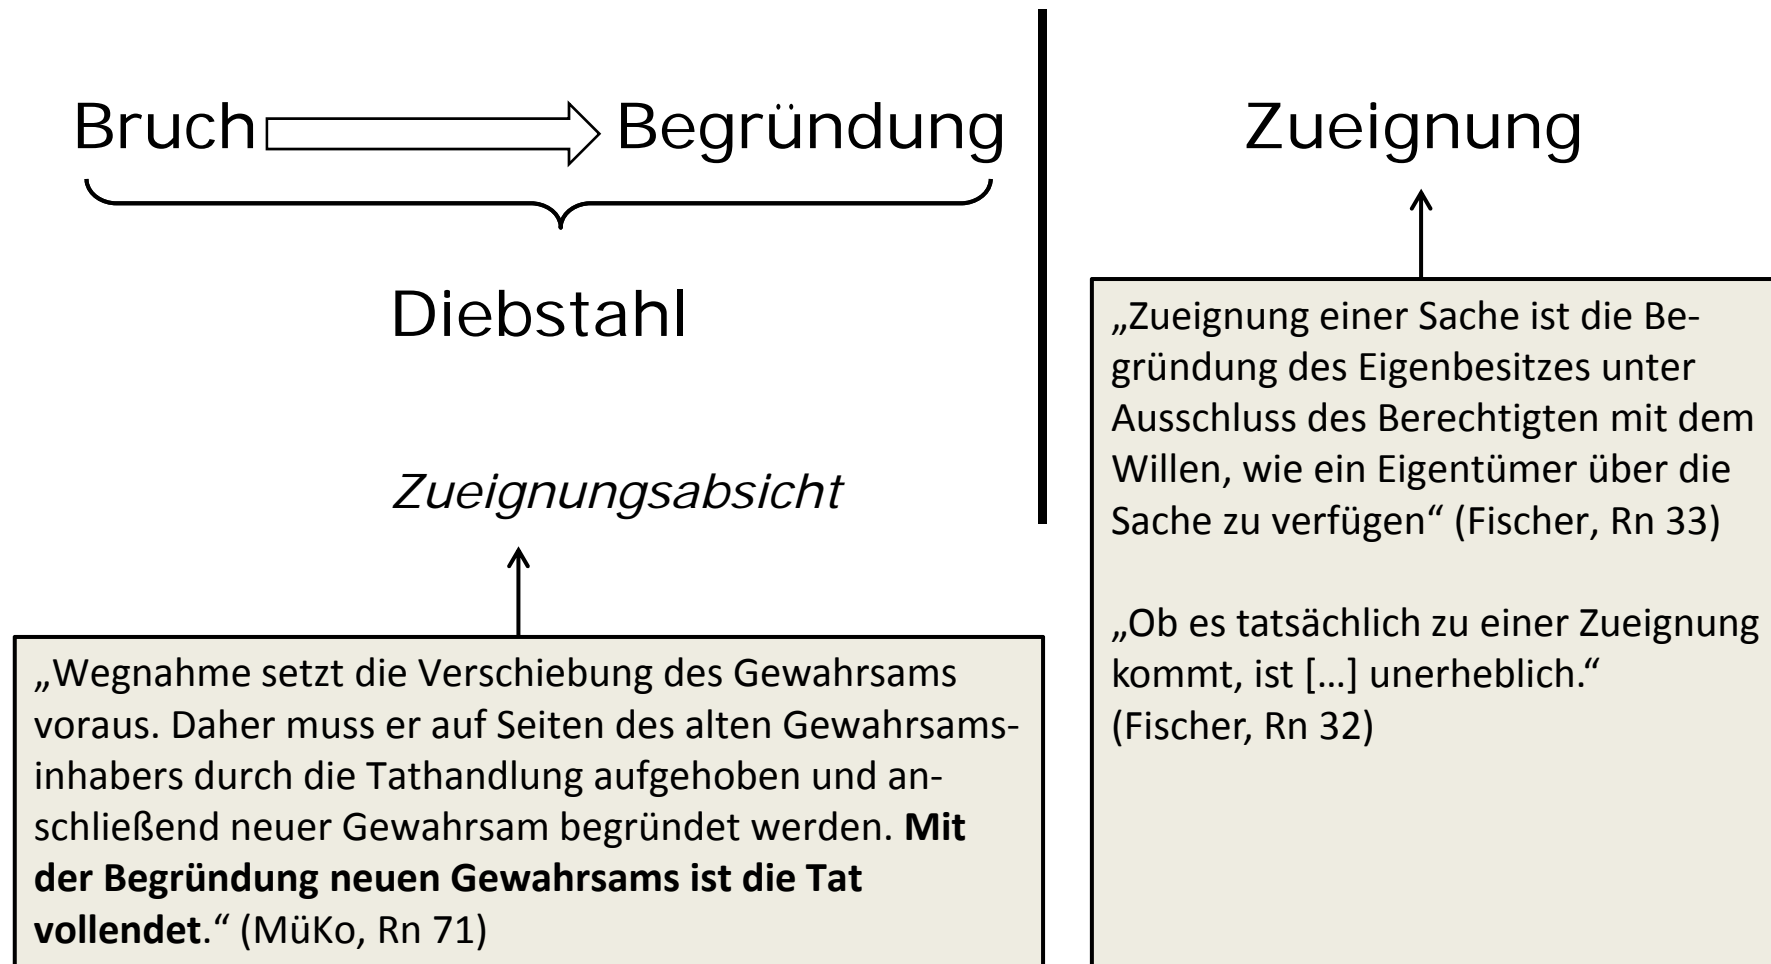 Bruch Begründung
Diebstahl
Zueignungsabsicht
„Wegnahme setzt die Verschiebung des Gewahrsams
voraus. Daher muss er auf Seiten des alten Gewahrsams-
inhabers durch die Tathandlung aufgehoben und an-
schließend neuer Gewahrsam begründet werden. Mit
der Begründung neuen Gewahrsams ist die Tat
vollendet.“ (MüKo, Rn 71)
Zueignung
„Zueignung einer Sache ist die Be-
gründung des Eigenbesitzes unter
Ausschluss des Berechtigten mit dem
Willen, wie ein Eigentümer über die
Sache zu verfügen“ (Fischer, Rn 33)
„Ob es tatsächlich zu einer Zueignung
kommt, ist […] unerheblich.“
(Fischer, Rn 32)